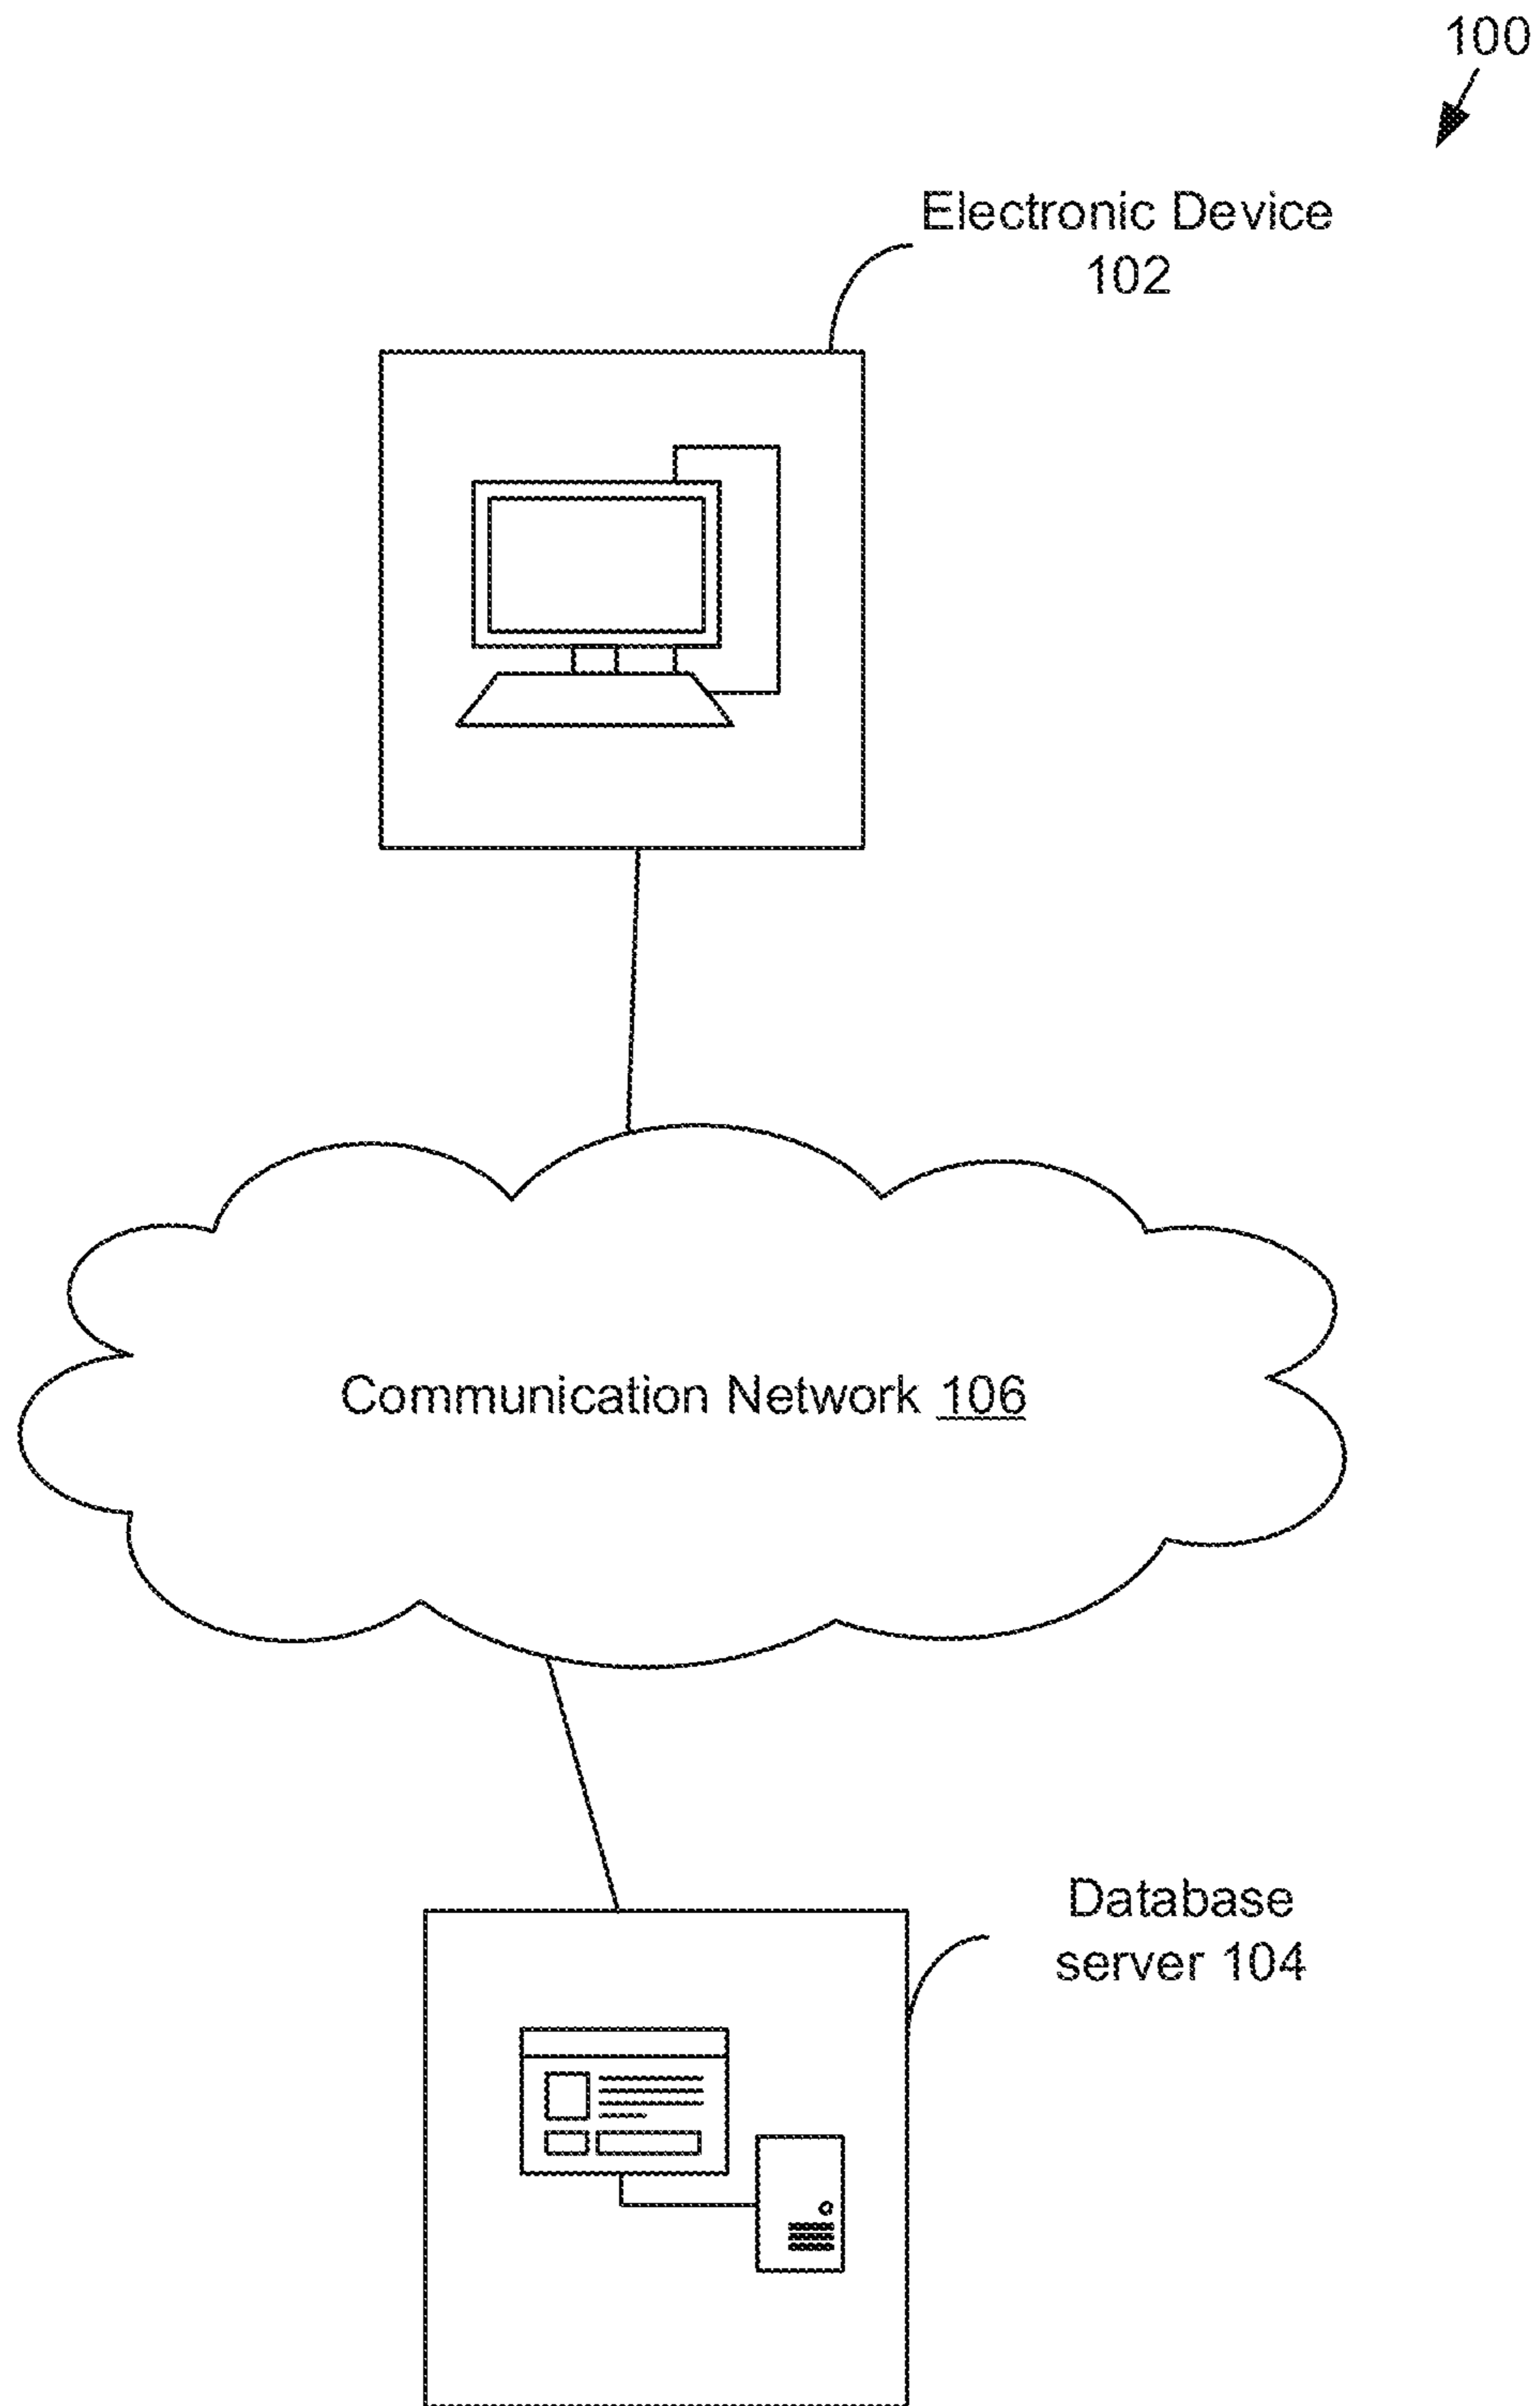 100
Electronic Device
102
Communication Network 106
Database
server 104